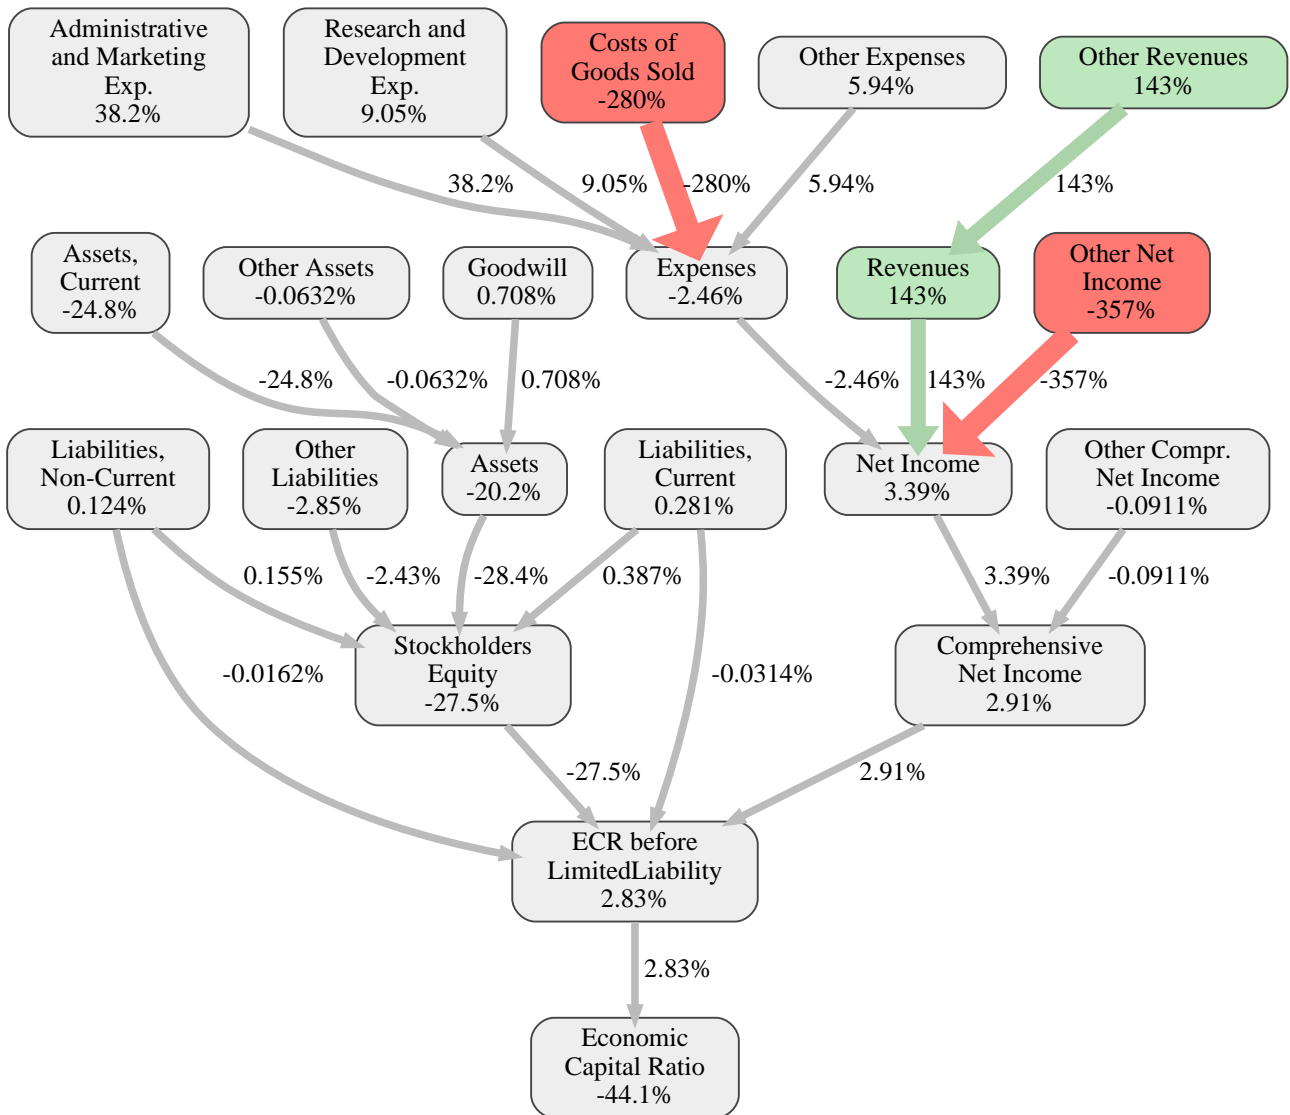 Administrative
and Marketing
Exp.
38.2%
Research and
Development
Exp.
9.05%
Costs of
Goods Sold
-280%
Other Expenses
5.94%
Other Revenues
143%
38.2%
9.05%
-280%
5.94%
143%
Assets,
Current
-24.8%
Other Assets
-0.0632%
Goodwill
0.708%
Expenses
-2.46%
Revenues
143%
Other Net
Income
-357%
-24.8%
-0.0632%
0.708%
-2.46%
143%
-357%
Liabilities,
Non-Current
0.124%
Other
Liabilities
-2.85%
Assets
-20.2%
Liabilities,
Current
0.281%
Net Income
3.39%
Other Compr.
Net Income
-0.0911%
0.155%
-2.43%
-28.4%
0.387%
3.39%
-0.0911%
Stockholders
Equity
-27.5%
Comprehensive
Net Income
2.91%
-0.0162%
-0.0314%
-27.5%
2.91%
ECR before
LimitedLiability
2.83%
2.83%
Economic
Capital Ratio
-44.1%